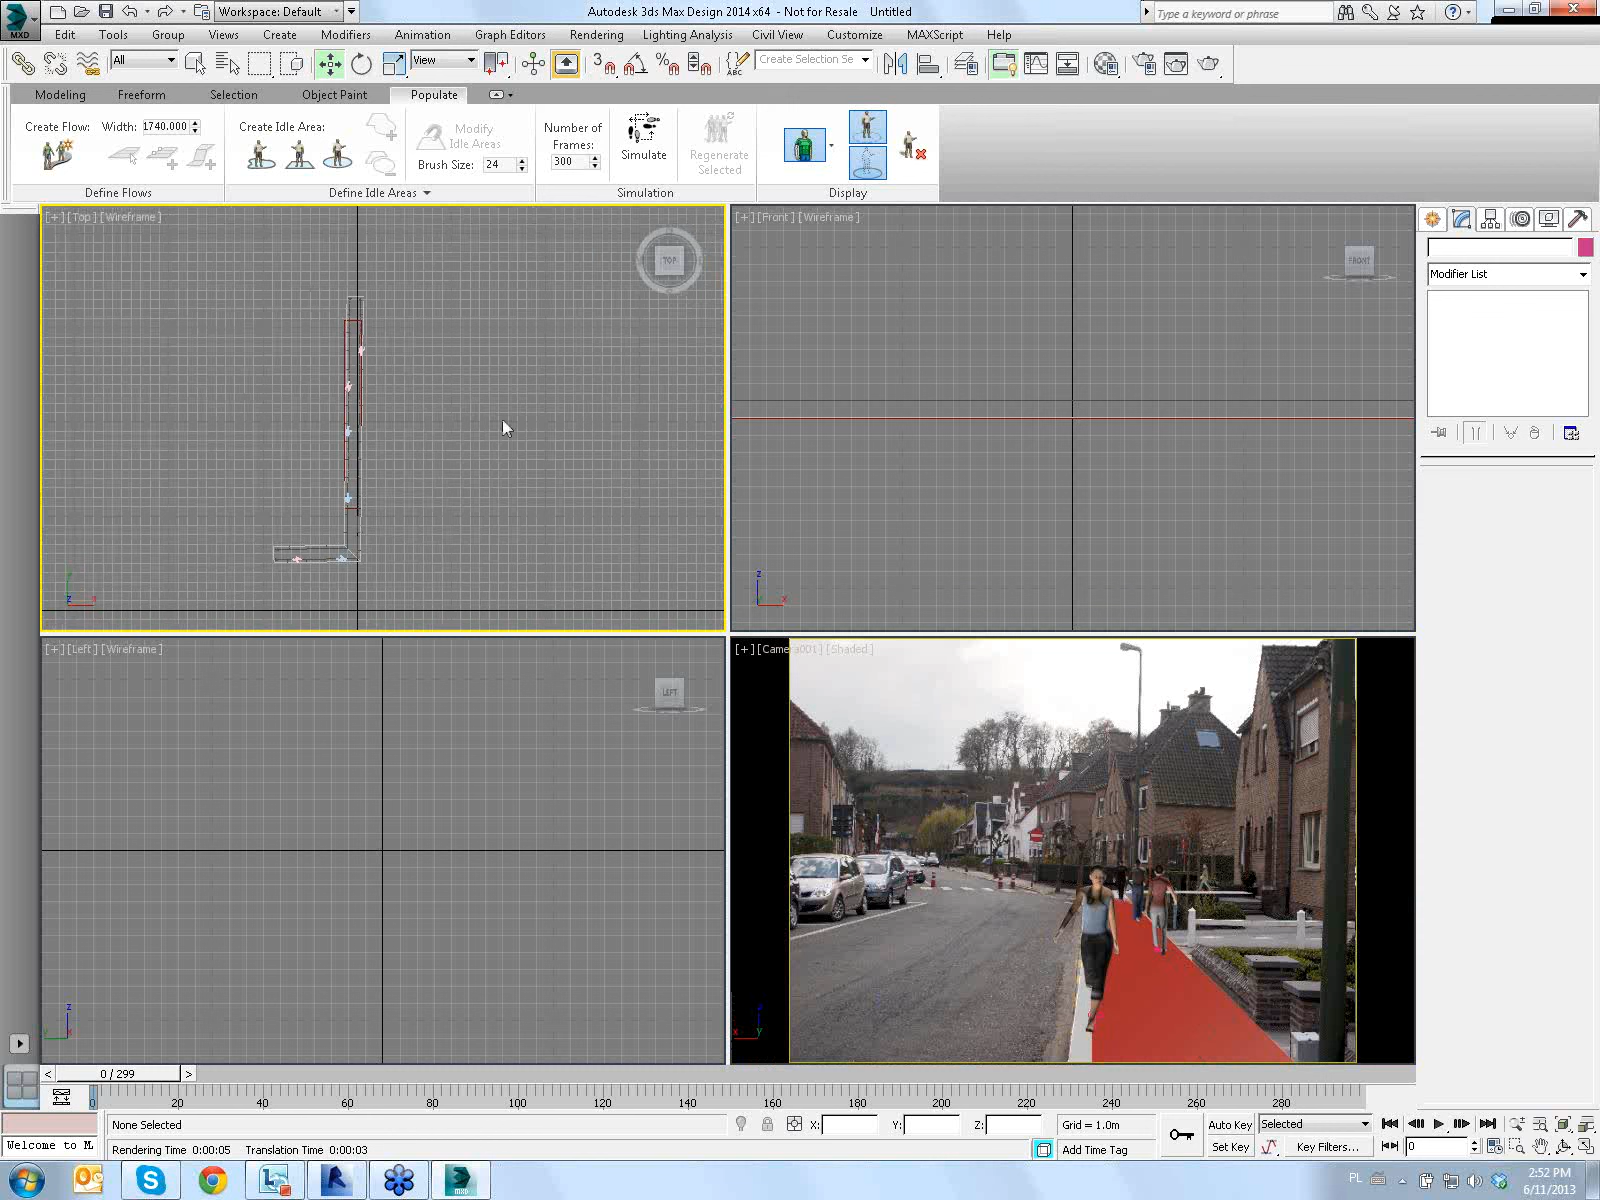 Workspace: Default
Autodesk 3ds Max Design 2014 x64 - Not for Resale Untitled
Type a keyword or phrase
MXD
Edit Tools Group Views Create Modifiers Animation Graph Editors Rendering Lighting Analysis Civil View Customize MAXScript Help
All
View
3
ABC
Create Selection Se
Modeling Freeform Selection Object Paint Populate
Create Flow: Width: 1740.000
Create Idle Area:
Modify
Idle Areas
Brush Size: 24
Number of
Frames:
300
Simulate
Regenerate
Selected
Define Flows Define Idle Areas Simulation Display
[+] [Top ] [Wireframe ]
TOP
[+] [Front ] [Wireframe ]
FRONT
Modifier List
z x
z x
[+] [Left ] [Wireframe ]
LEFT
[+] [Camera001] [Shaded ]
z
x y
< 0 / 299 >
0 20 40 60 80 100 120 140 160 180 200 220 240 260 280
None Selected
X: Y: Z:
Grid = 1.0m
Auto Key Selected
Welcome to M
Rendering Time 0:00:05 Translation Time 0:00:03
Add Time Tag
Set Key Key Filters...
0
PL
2:52 PM
6/11/2013